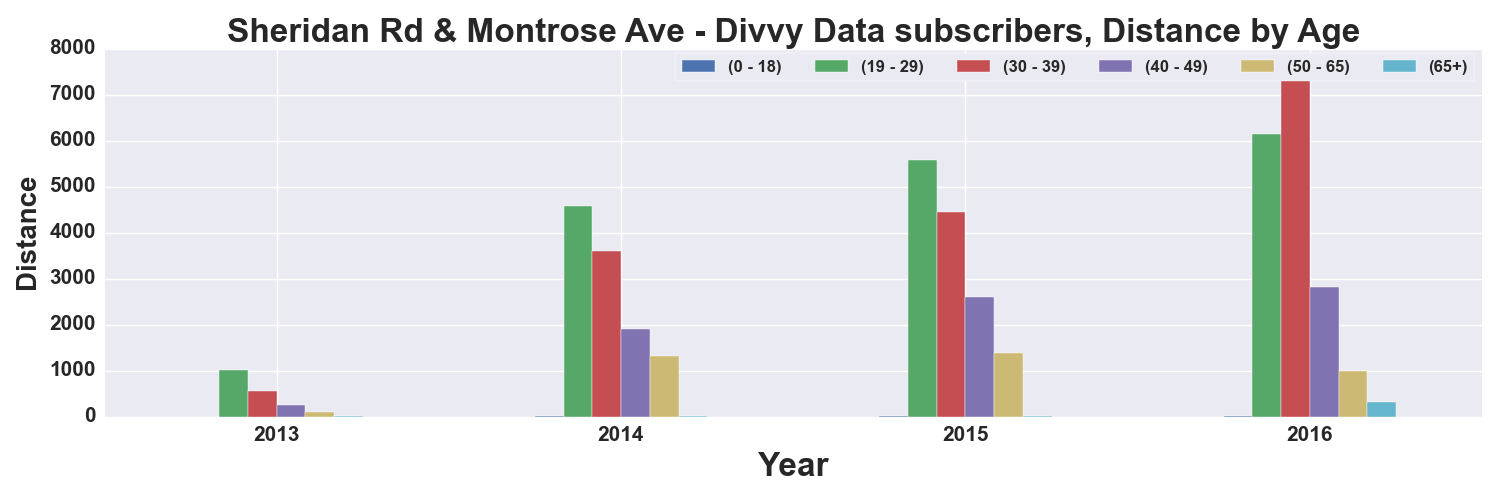 Sheridan Rd & Montrose Ave - Divvy Data subscribers, Distance by Age
(0 - 18) (19 - 29) (30 - 39) (40 - 49) (50 - 65) (65+)
8000
7000
6000
5000
4000
3000
2000
1000
0
Distance
2013 2014 2015 2016
Year